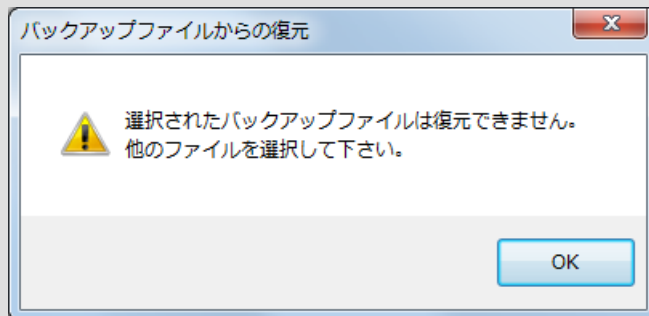 バックアップファイルからの復元
選択されたバックアップファイルは復元できません。
他のファイルを選択して下さい。
OK